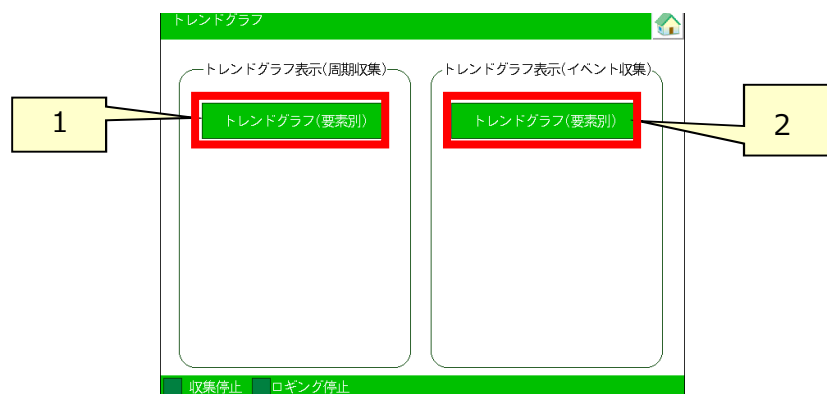 トレンドグラフ
トレンドグラフ表示(周期収集)
トレンドグラフ表示(イベント収集)
1
トレンドグラフ(要素別)
トレンドグラフ(要素別)
2
収集停止 ロギング停止